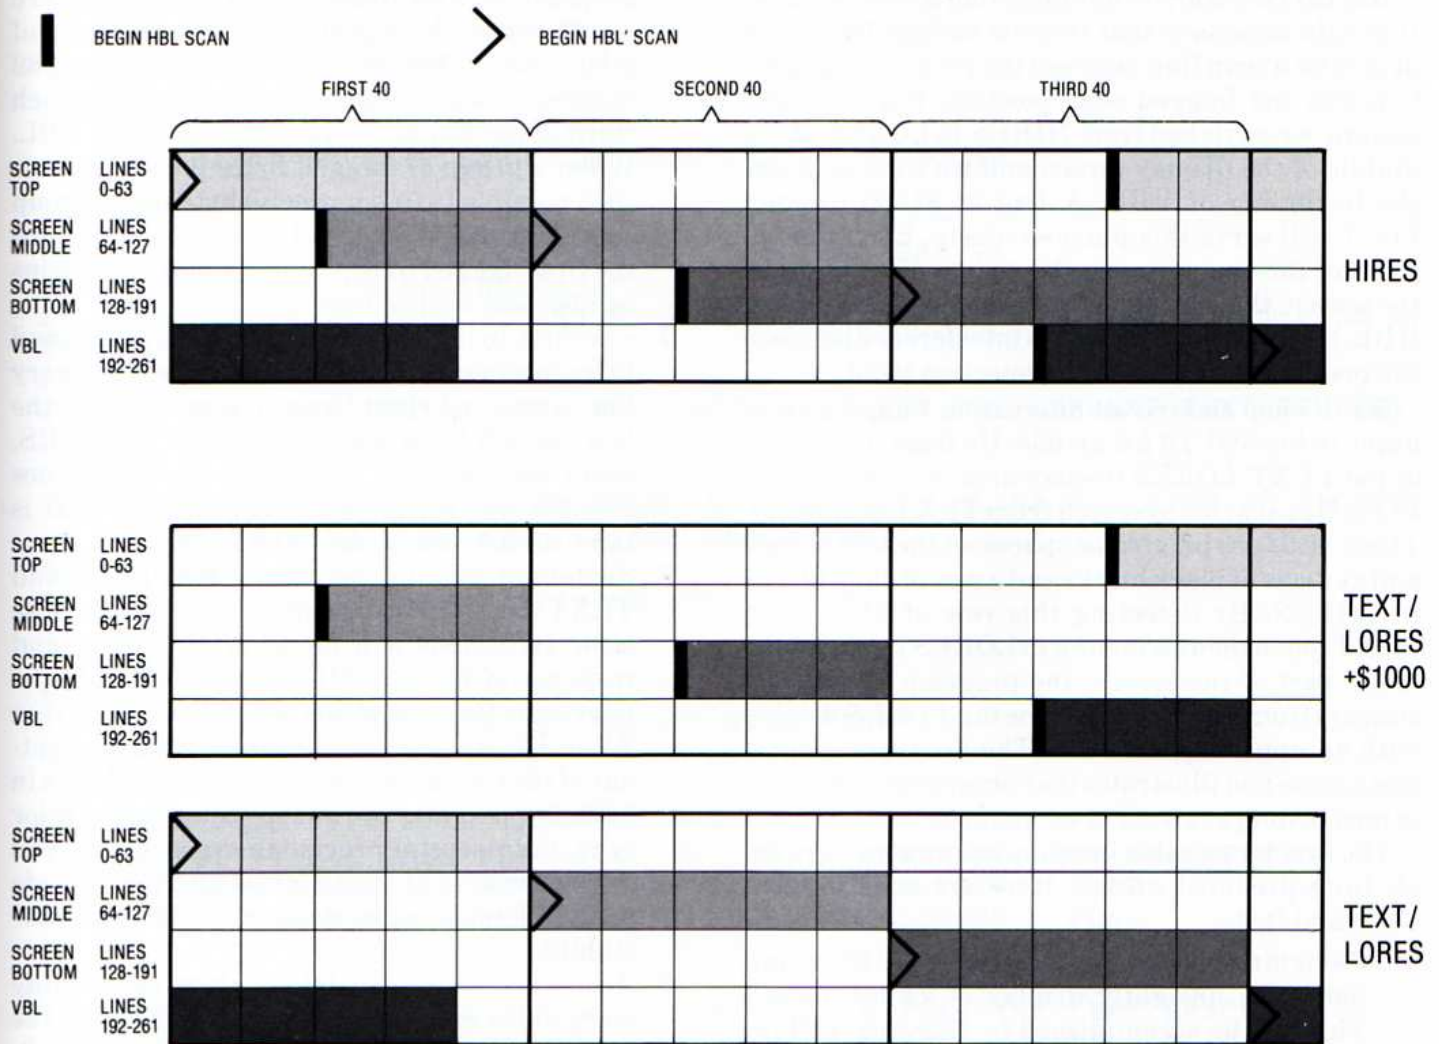 BEGIN HBL SCAN
BEGIN HBL' SCAN
FIRST 40
SECOND 40
THIRD 40
SCREEN TOP LINES 0-63
SCREEN MIDDLE LINES 64-127
SCREEN BOTTOM LINES 128-191
VBL LINES 192-261
HIRES
SCREEN TOP LINES 0-63
SCREEN MIDDLE LINES 64-127
SCREEN BOTTOM LINES 128-191
VBL LINES 192-261
TEXT/
LORES
+$1000
SCREEN TOP LINES 0-63
SCREEN MIDDLE LINES 64-127
SCREEN BOTTOM LINES 128-191
VBL LINES 192-261
TEXT/
LORES